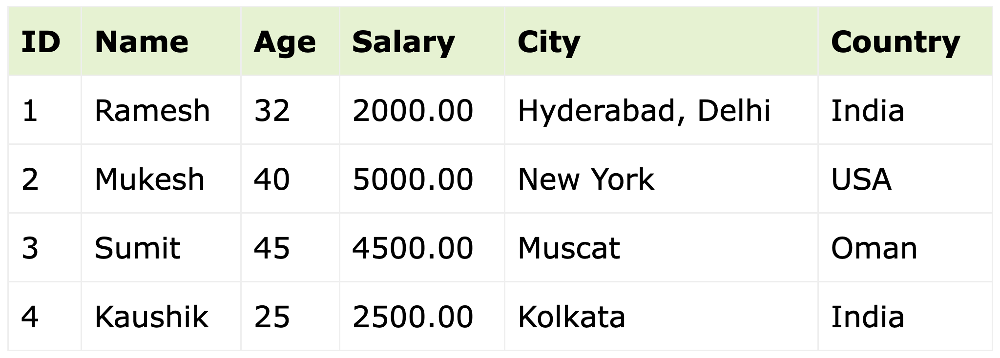 ID Name Age Salary City Country
1 Ramesh 32 2000.00 Hyderabad, Delhi India
2 Mukesh 40 5000.00 New York USA
3 Sumit 45 4500.00 Muscat Oman
4 Kaushik 25 2500.00 Kolkata India